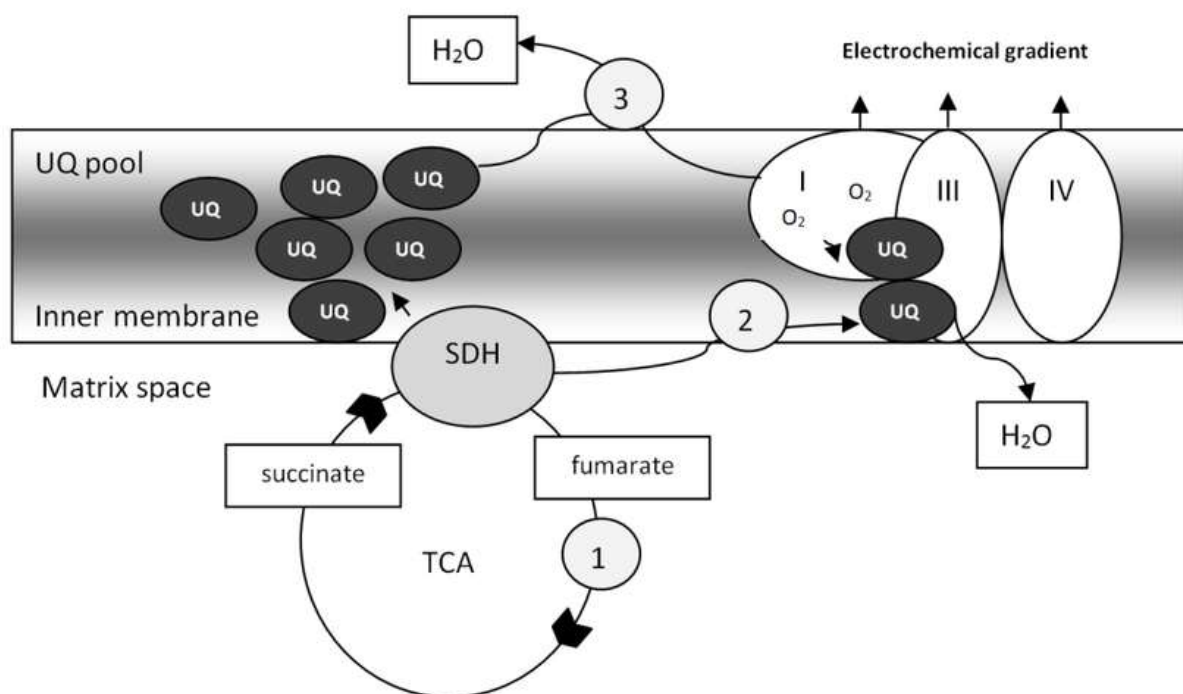 H₂O
3
Electrochemical gradient
UQ pool
UQ
UQ
UQ
UQ
UQ
UQ
I
O₂
O₂
III
IV
UQ
UQ
Inner membrane
2
SDH
Matrix space
H₂O
succinate
fumarate
TCA
1